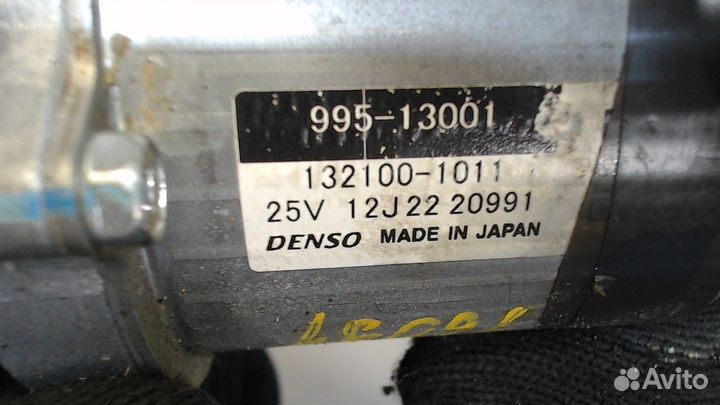 995-13001
132100-1011
25V 12J22 20991
DENSO MADE IN JAPAN
Avito